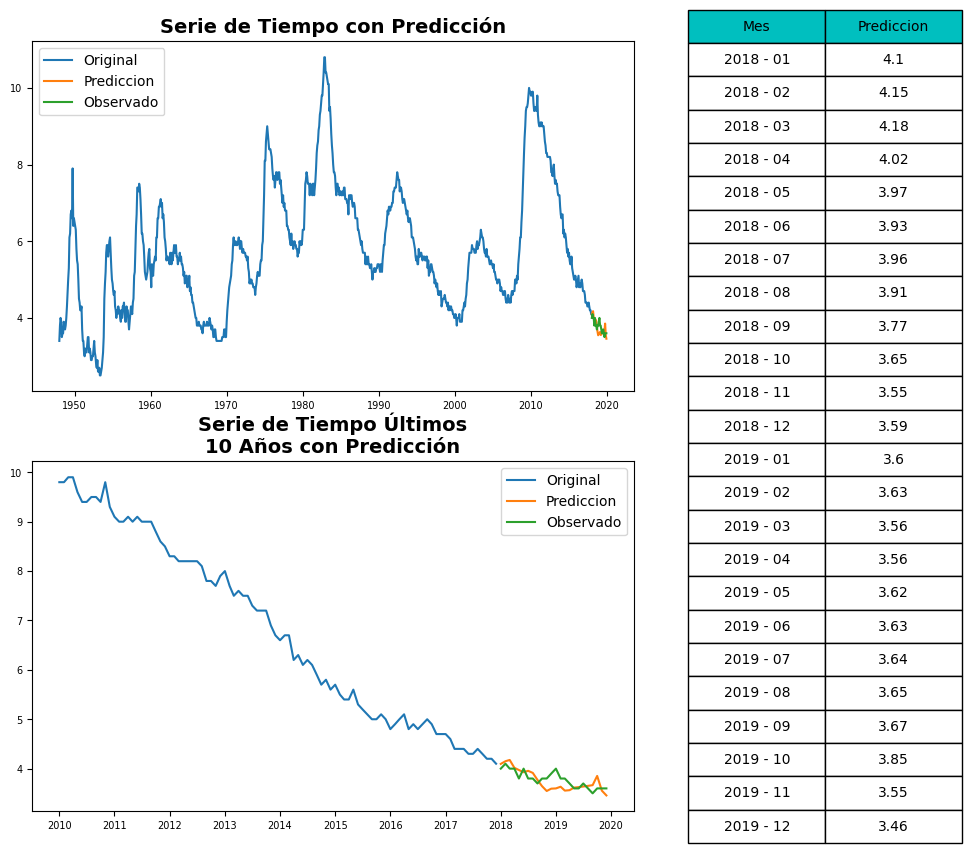 Serie de Tiempo con Predicción
Original
Prediccion
Observado
10
8
6
4
1950 1960 1970 1980 1990 2000 2010 2020
Serie de Tiempo Últimos
10 Años con Predicción
Original
Prediccion
Observado
10
9
8
7
6
5
4
2010 2011 2012 2013 2014 2015 2016 2017 2018 2019 2020
Mes Prediccion
2018 - 01 4.1
2018 - 02 4.15
2018 - 03 4.18
2018 - 04 4.02
2018 - 05 3.97
2018 - 06 3.93
2018 - 07 3.96
2018 - 08 3.91
2018 - 09 3.77
2018 - 10 3.65
2018 - 11 3.55
2018 - 12 3.59
2019 - 01 3.6
2019 - 02 3.63
2019 - 03 3.56
2019 - 04 3.56
2019 - 05 3.62
2019 - 06 3.63
2019 - 07 3.64
2019 - 08 3.65
2019 - 09 3.67
2019 - 10 3.85
2019 - 11 3.55
2019 - 12 3.46